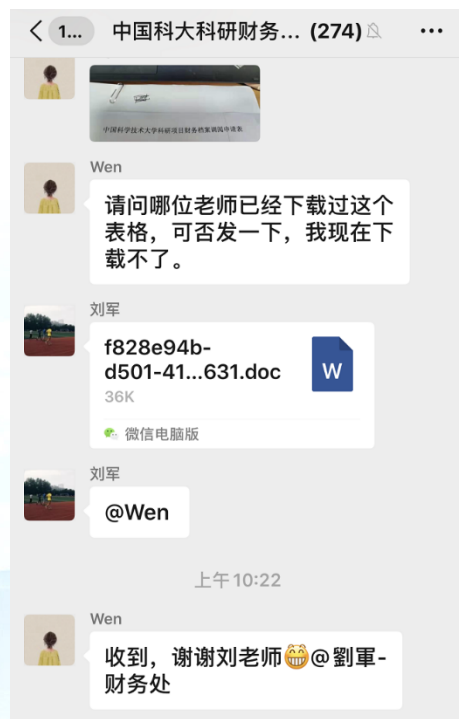 1... 中国科大科研财务... (274)
中国科学技术大学科研项目财务档案调阅申请表
Wen
请问哪位老师已经下载过这个
表格，可否发一下，我现在下
载不了。
刘军
f828e94b-
d501-41...631.doc
W
36K
微信电脑版
刘军
@Wen
上午10:22
Wen
收到，谢谢刘老师😁@劉軍-
财务处